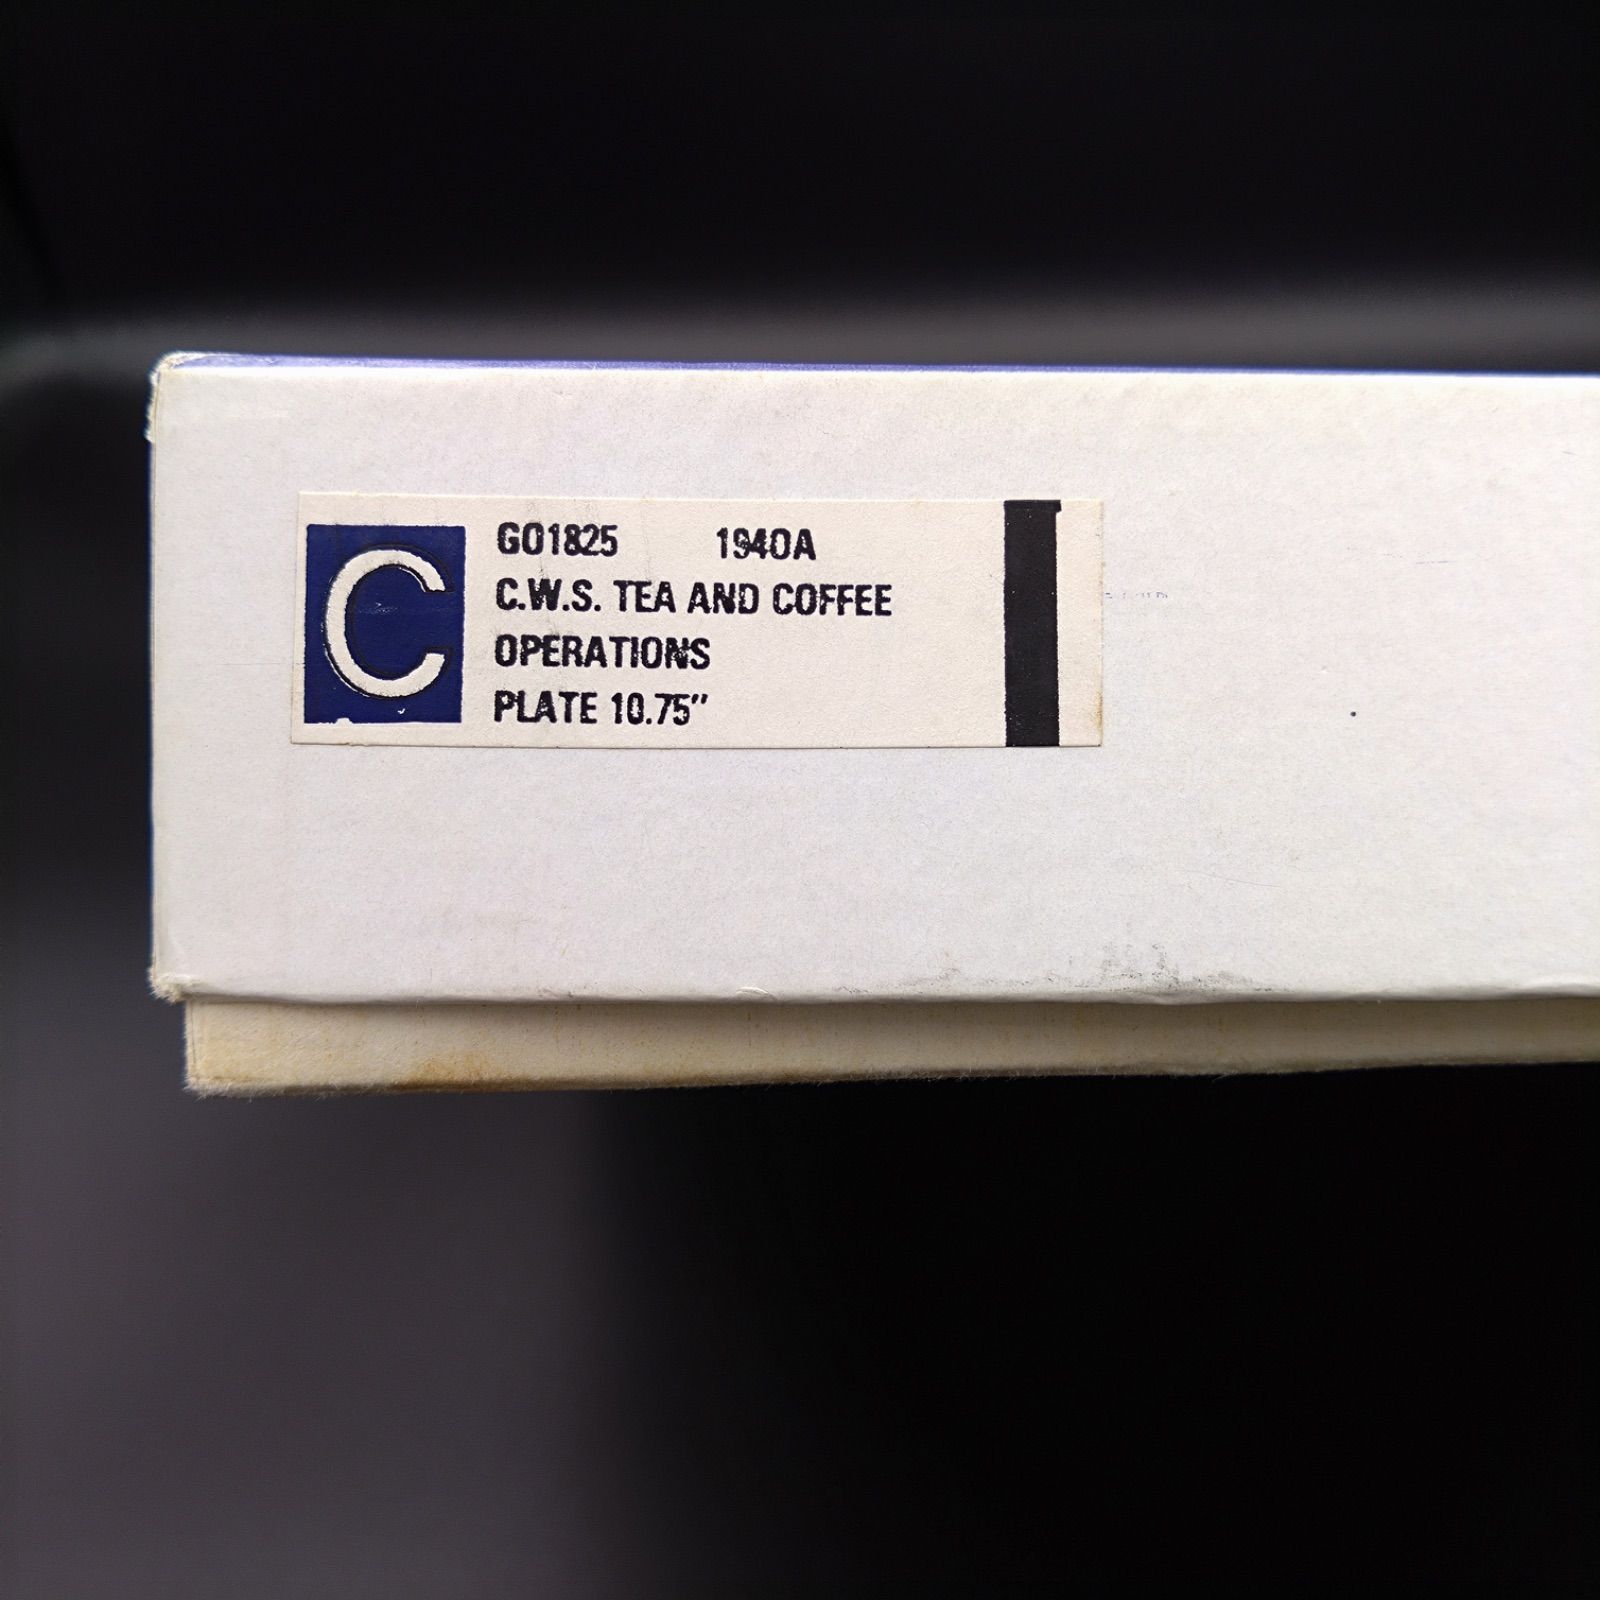 C
G01825 1940A
C.W.S. TEA AND COFFEE
OPERATIONS
PLATE 10.75"